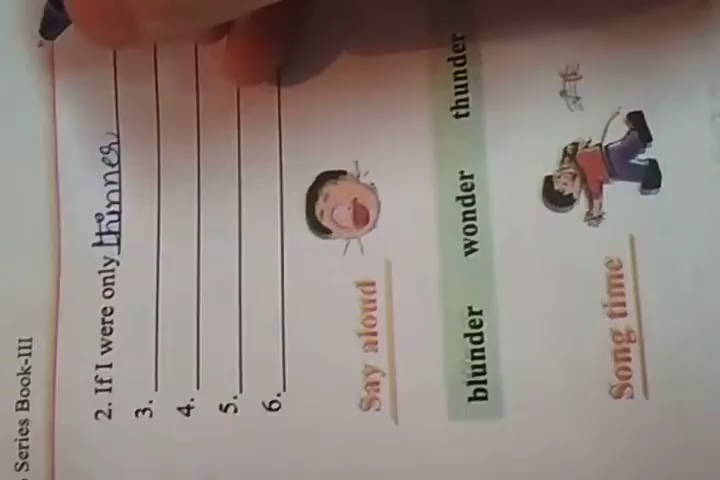 Series Book-III
2. If I were only thinner
3.
4.
5.
6.
Say aloud
blunder wonder thunder
Song time